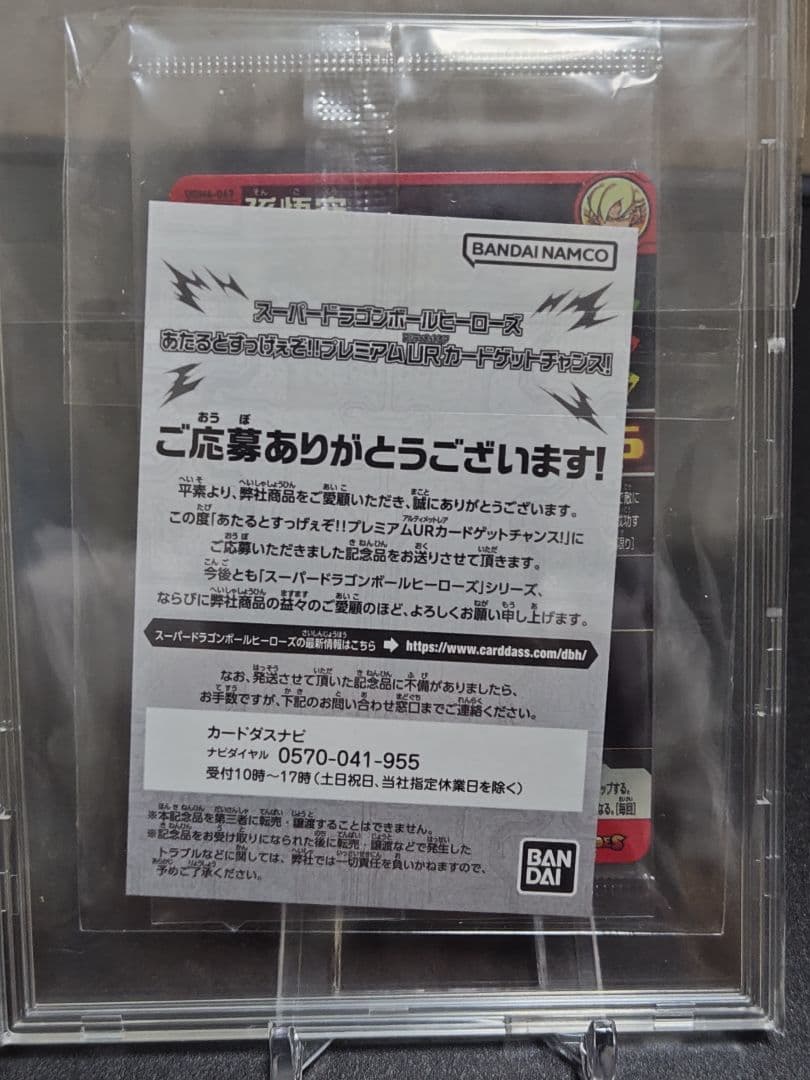 孫悟空
BANDAI NAMCO
スーパードラゴンボールヒーローズ
あたるとすっげぇぞ!!プレミアムURカードゲットチャンス!
ご応募ありがとうございます!
平素より、弊社商品をご愛顧いただき、誠にありがとうございます。
この度「あたるとすっげぇぞ!!プレミアムURカードゲットチャンス!」に
ご応募いただきました記念品をお送りさせて頂きます。
今後とも「スーパードラゴンボールヒーローズ」シリーズ、
ならびに弊社商品の益々のご愛顧のほど、よろしくお願い申し上げます。
スーパードラゴンボールヒーローズの最新情報はこちら ➡ https://www.carddass.com/dbh/
なお、発送させて頂いた記念品に不備がありましたら、
お手数ですが、下記のお問い合わせ窓口までご連絡ください。
カードダスナビ
ナビダイヤル 0570-041-955
受付10時～17時(土日祝日、当社指定休業日を除く)
※本記念品を第三者に転売・譲渡することはできません。
※記念品をお受け取りになられた後に転売・譲渡などで発生した
トラブルなどに関しては、弊社では一切責任を負いかねますので、
予めご了承ください。
BAN
DAI
ップする。
なる。[毎回]